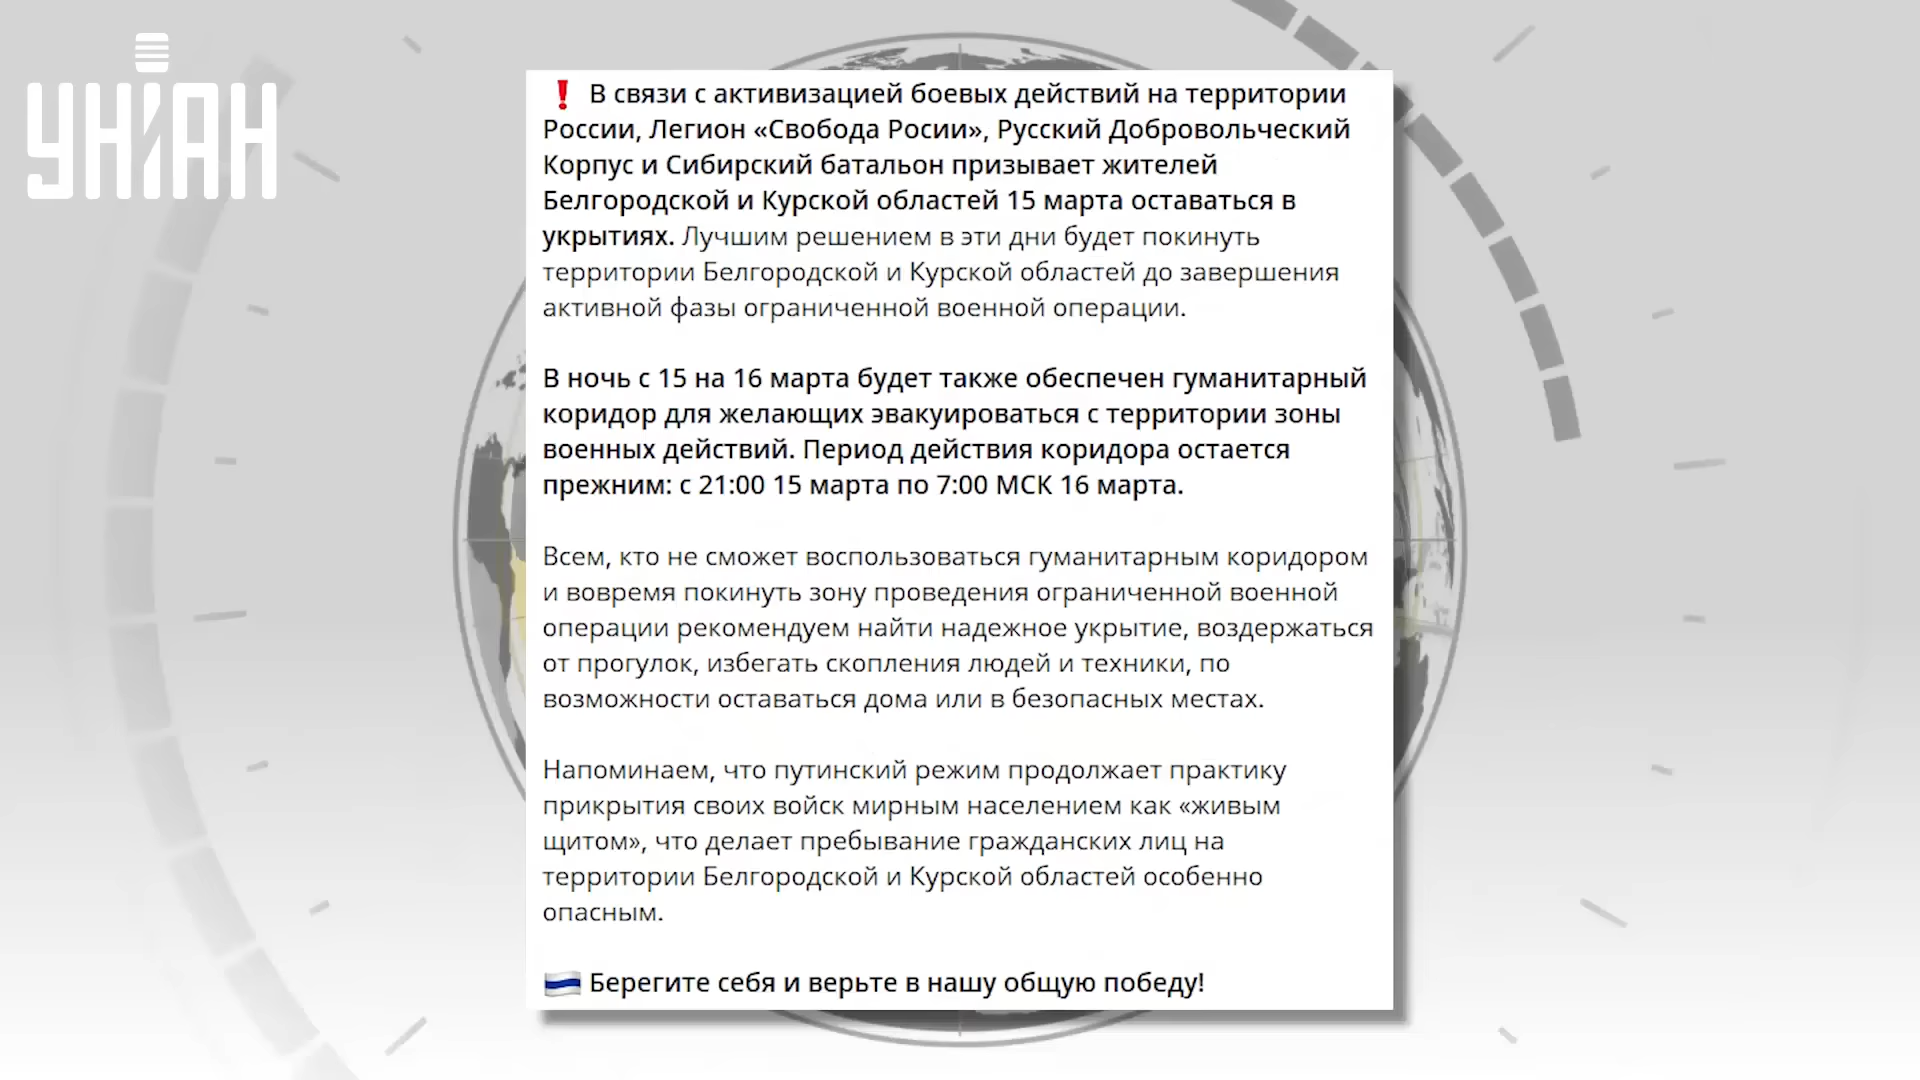 УНІАН
❗ В связи с активизацией боевых действий на территории
России, Легион «Свобода Росии», Русский Добровольческий
Корпус и Сибирский батальон призывает жителей
Белгородской и Курской областей 15 марта оставаться в
укрытиях. Лучшим решением в эти дни будет покинуть
территории Белгородской и Курской областей до завершения
активной фазы ограниченной военной операции.
В ночь с 15 на 16 марта будет также обеспечен гуманитарный
коридор для желающих эвакуироваться с территории зоны
военных действий. Период действия коридора остается
прежним: с 21:00 15 марта по 7:00 МСК 16 марта.
Всем, кто не сможет воспользоваться гуманитарным коридором
и вовремя покинуть зону проведения ограниченной военной
операции рекомендуем найти надежное укрытие, воздержаться
от прогулок, избегать скопления людей и техники, по
возможности оставаться дома или в безопасных местах.
Напоминаем, что путинский режим продолжает практику
прикрытия своих войск мирным населением как «живым
щитом», что делает пребывание гражданских лиц на
территории Белгородской и Курской областей особенно
опасным.
Берегите себя и верьте в нашу общую победу!